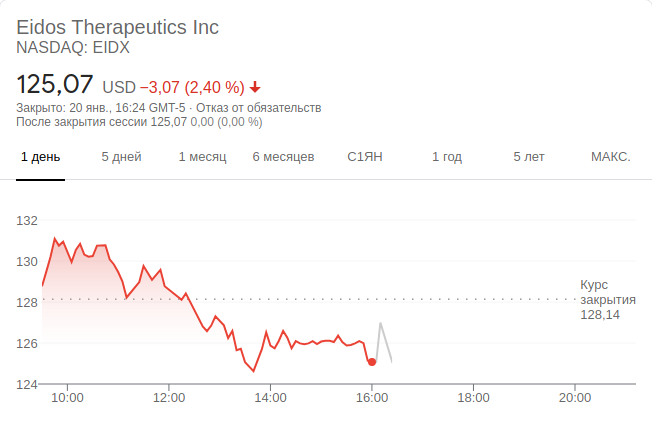 Eidos Therapeutics Inc
NASDAQ: EIDX
125,07 USD −3,07 (2,40 %)
Закрыто: 20 янв., 16:24 GMT-5 · Отказ от обязательств
После закрытия сессии 125,07 0,00 (0,00 %)
1 день 5 дней 1 месяц 6 месяцев С1ЯН 1 год 5 лет МАКС.
132
130
Курс
128 закрытия
128,14
126
124
10:00 12:00 14:00 16:00 18:00 20:00